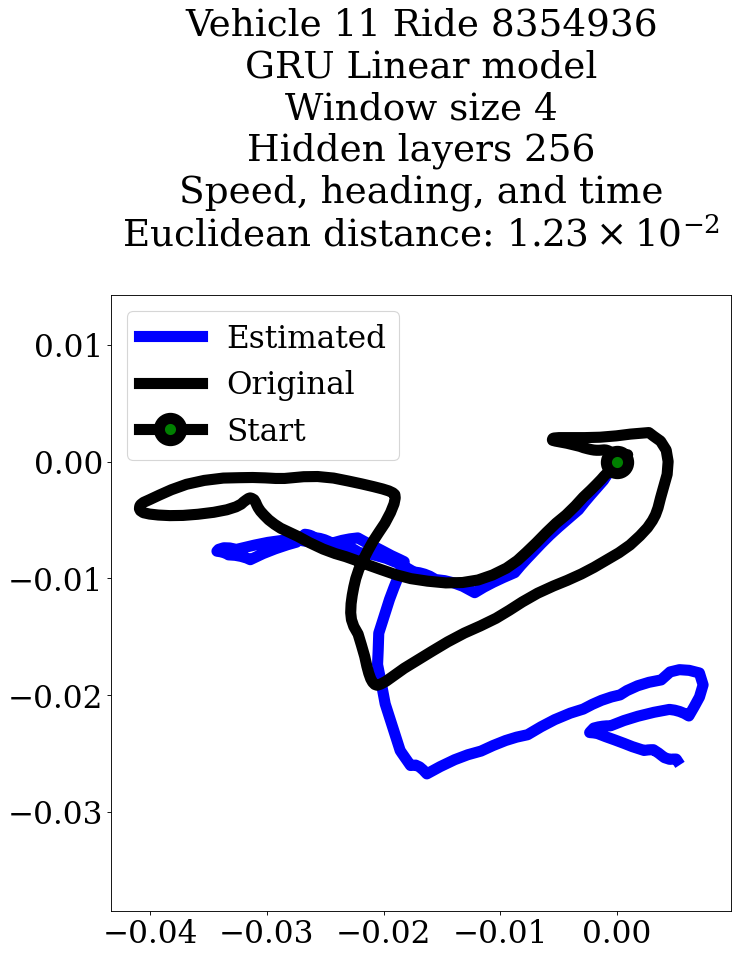 Vehicle 11 Ride 8354936
GRU Linear model
Window size 4
Hidden layers 256
Speed, heading, and time
Euclidean distance: 1.23 × 10⁻²
Estimated
Original
Start
0.01
0.00
−0.01
−0.02
−0.03
−0.04 −0.03 −0.02 −0.01 0.00